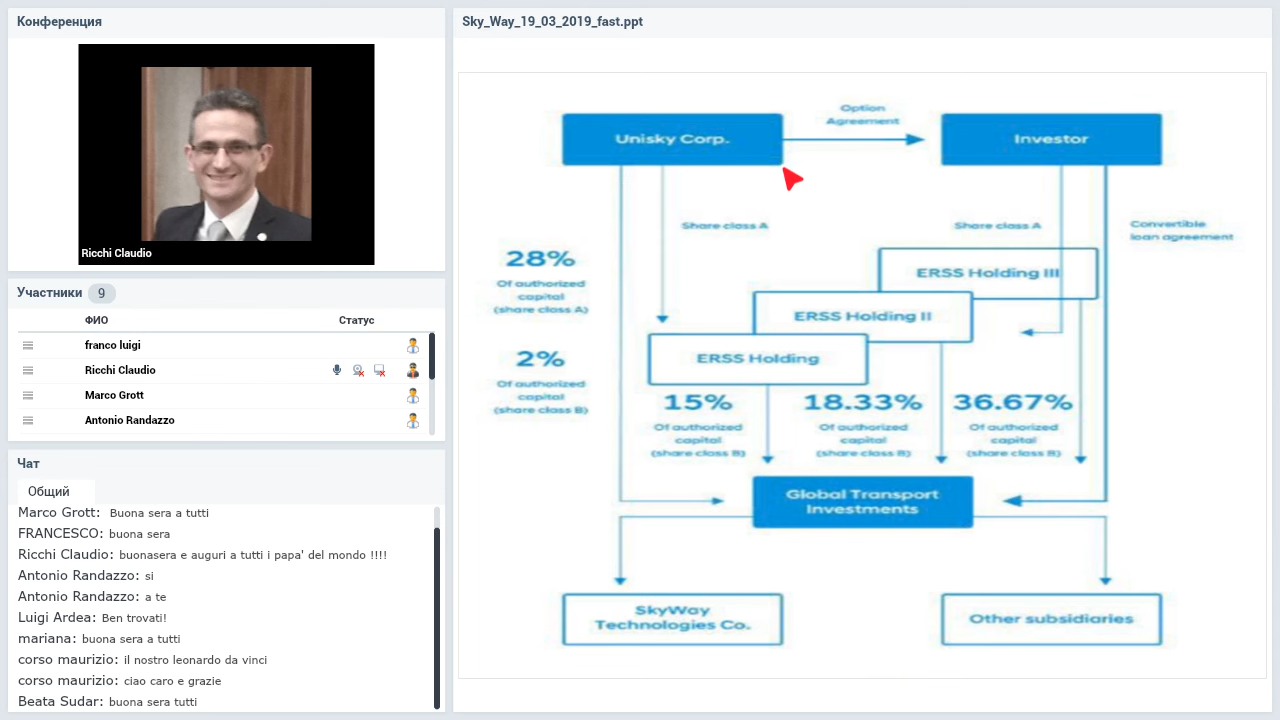 Конференция
Ricchi Claudio
Участники 9
ФИО Статус
franco luigi
Ricchi Claudio
Marco Grott
Antonio Randazzo
Чат
Общий
Marco Grott: Buona sera a tutti
FRANCESCO: buona sera
Ricchi Claudio: buonasera e auguri a tutti i papa' del mondo !!!!
Antonio Randazzo: si
Antonio Randazzo: a te
Luigi Ardea: Ben trovati!
mariana: buona sera a tutti
corso maurizio: il nostro leonardo da vinci
corso maurizio: ciao caro e grazie
Beata Sudar: buona sera tutti
Sky_Way_19_03_2019_fast.ppt
Option
Agreement
Unisky Corp.
Investor
Share class A
Share class A
Convertible
loan agreement
28%
Of authorized
capital
(share class A)
ERSS Holding III
ERSS Holding II
ERSS Holding
2%
Of authorized
capital
(share class B)
15%
Of authorized
capital
(share class B)
18.33%
Of authorized
capital
(share class B)
36.67%
Of authorized
capital
(share class B)
Global Transport
Investments
SkyWay
Technologies Co.
Other subsidiaries